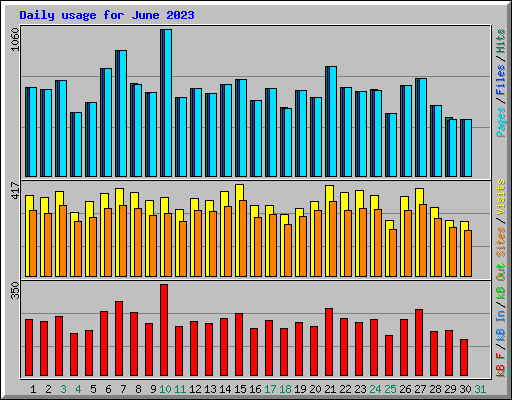 Daily usage for June 2023
1060
Pages / Files / Hits
417
Sites / Visits
350
kB F / kB In / kB Out
1 2 3 4 5 6 7 8 9 10 11 12 13 14 15 16 17 18 19 20 21 22 23 24 25 26 27 28 29 30 31